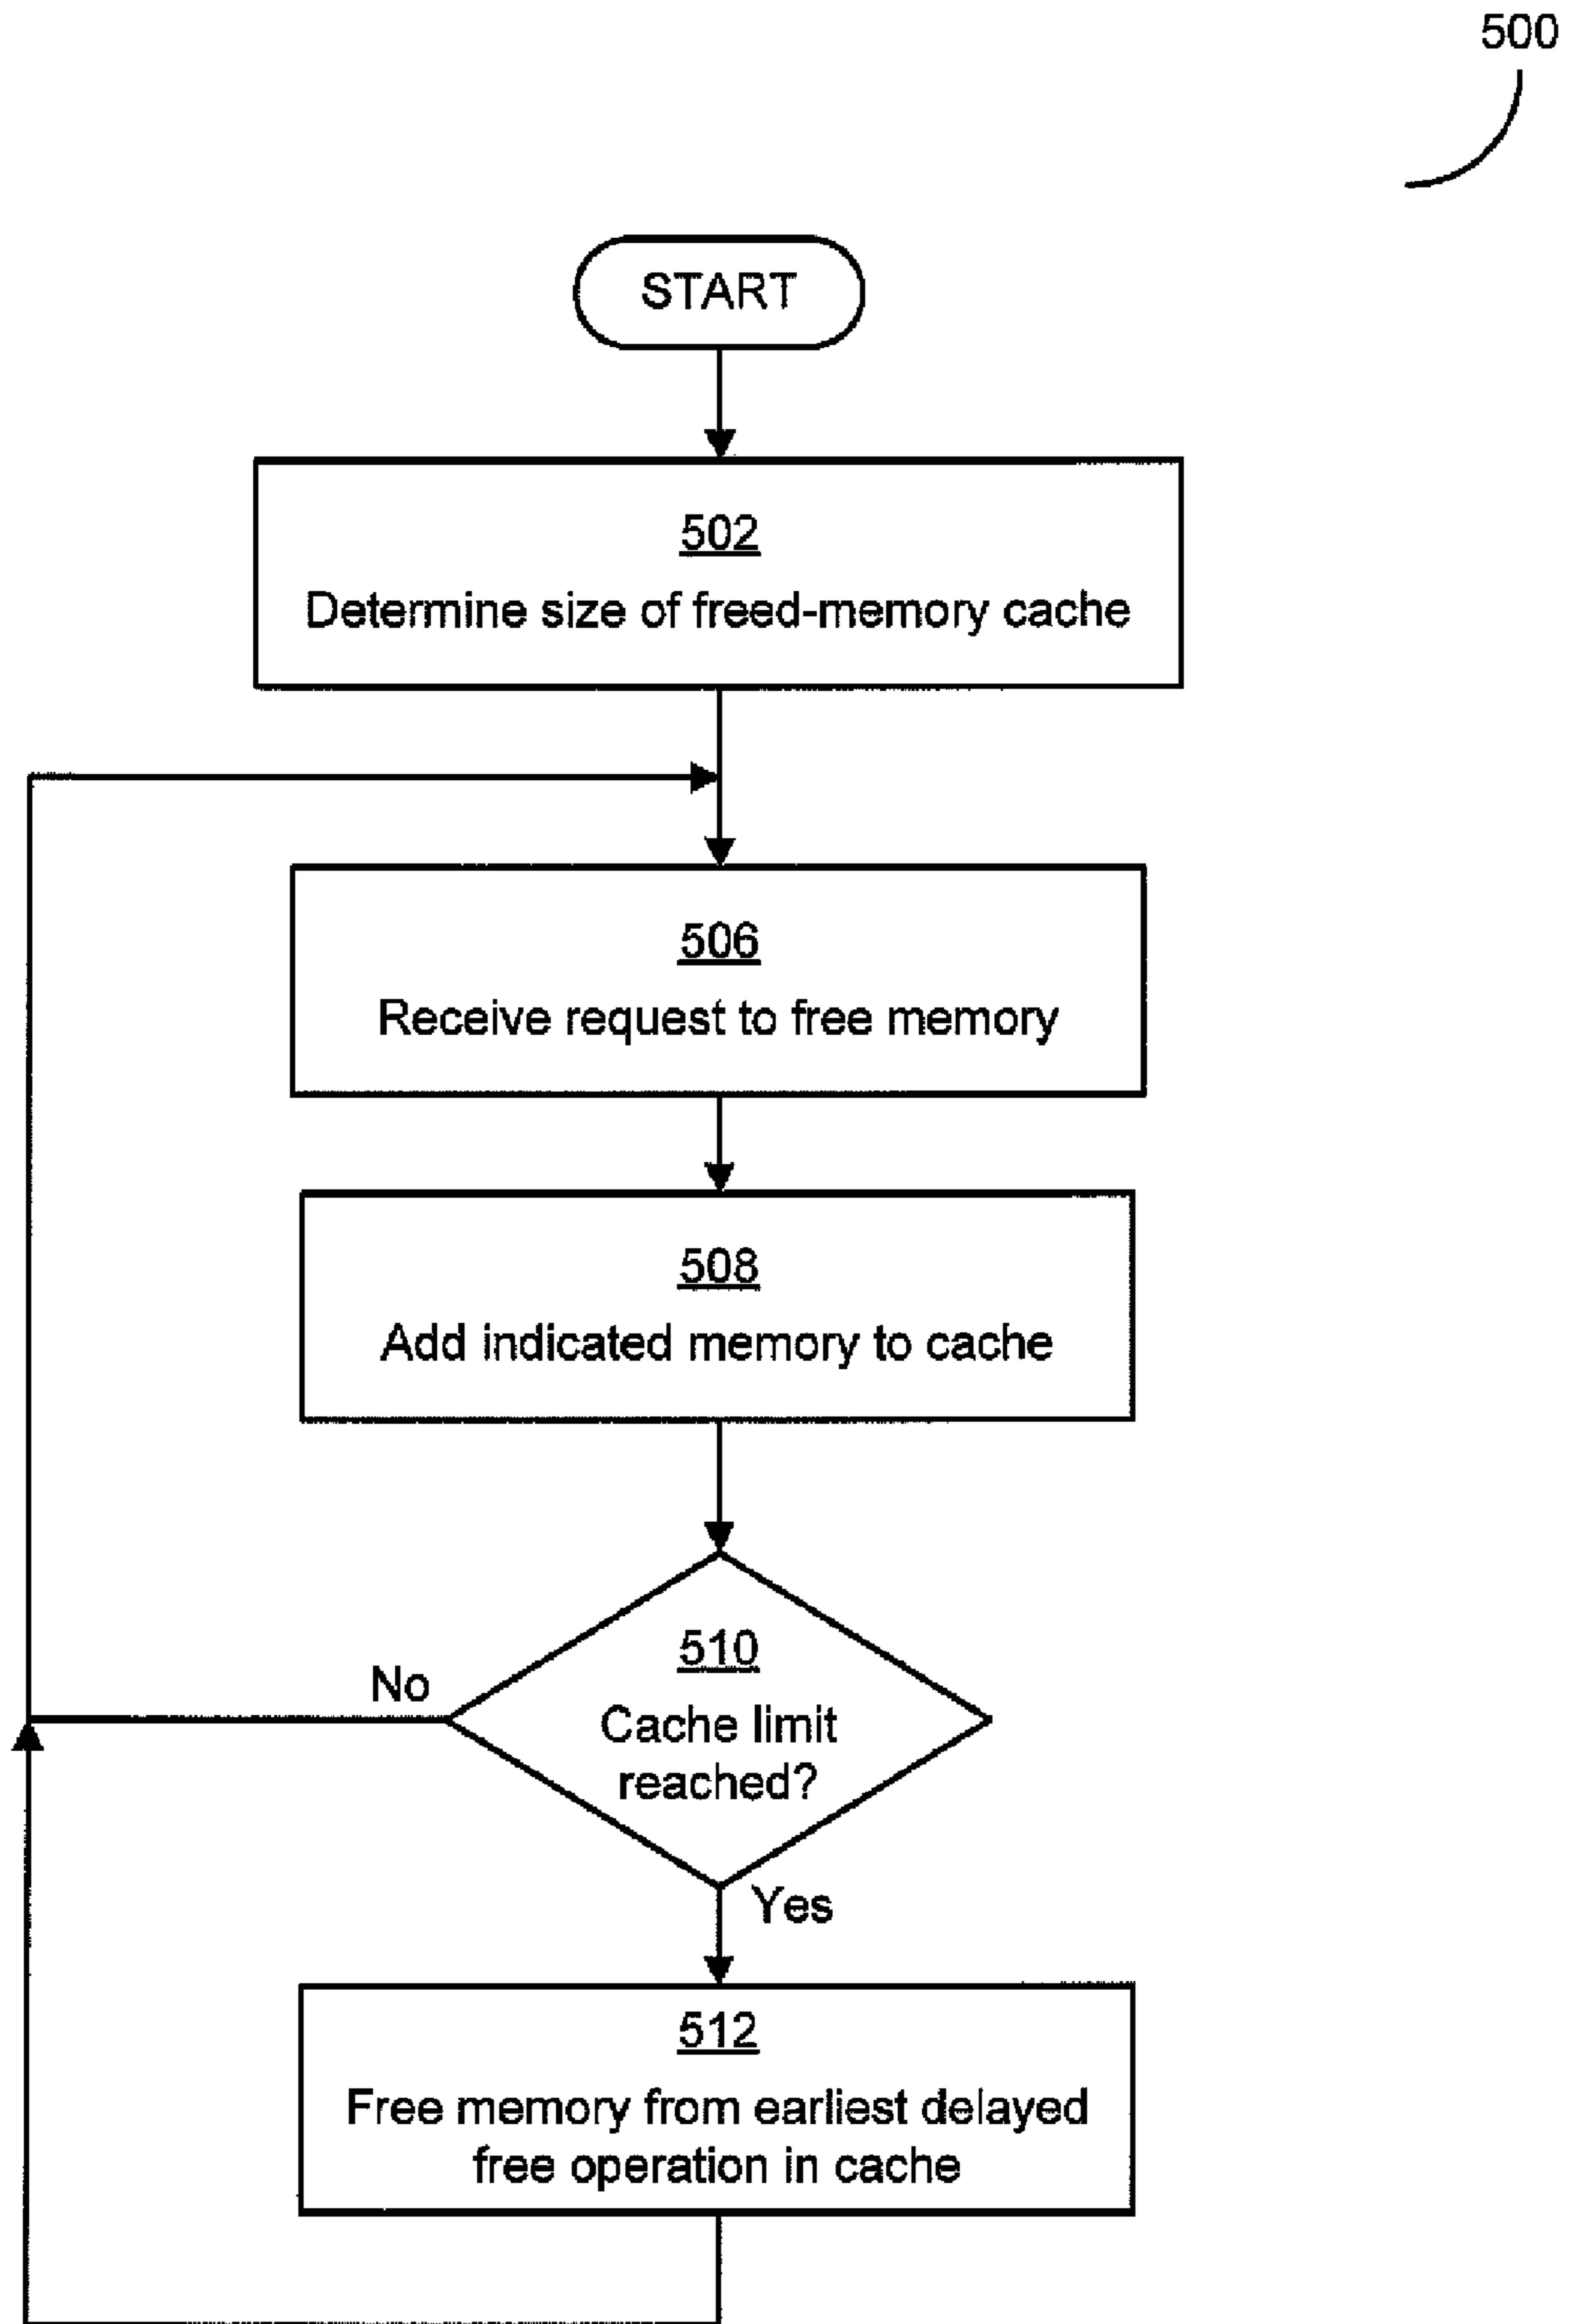 500
START
502
Determine size of freed-memory cache
506
Receive request to free memory
508
Add indicated memory to cache
510
No
Cache limit
reached?
Yes
512
Free memory from earliest delayed
free operation in cache